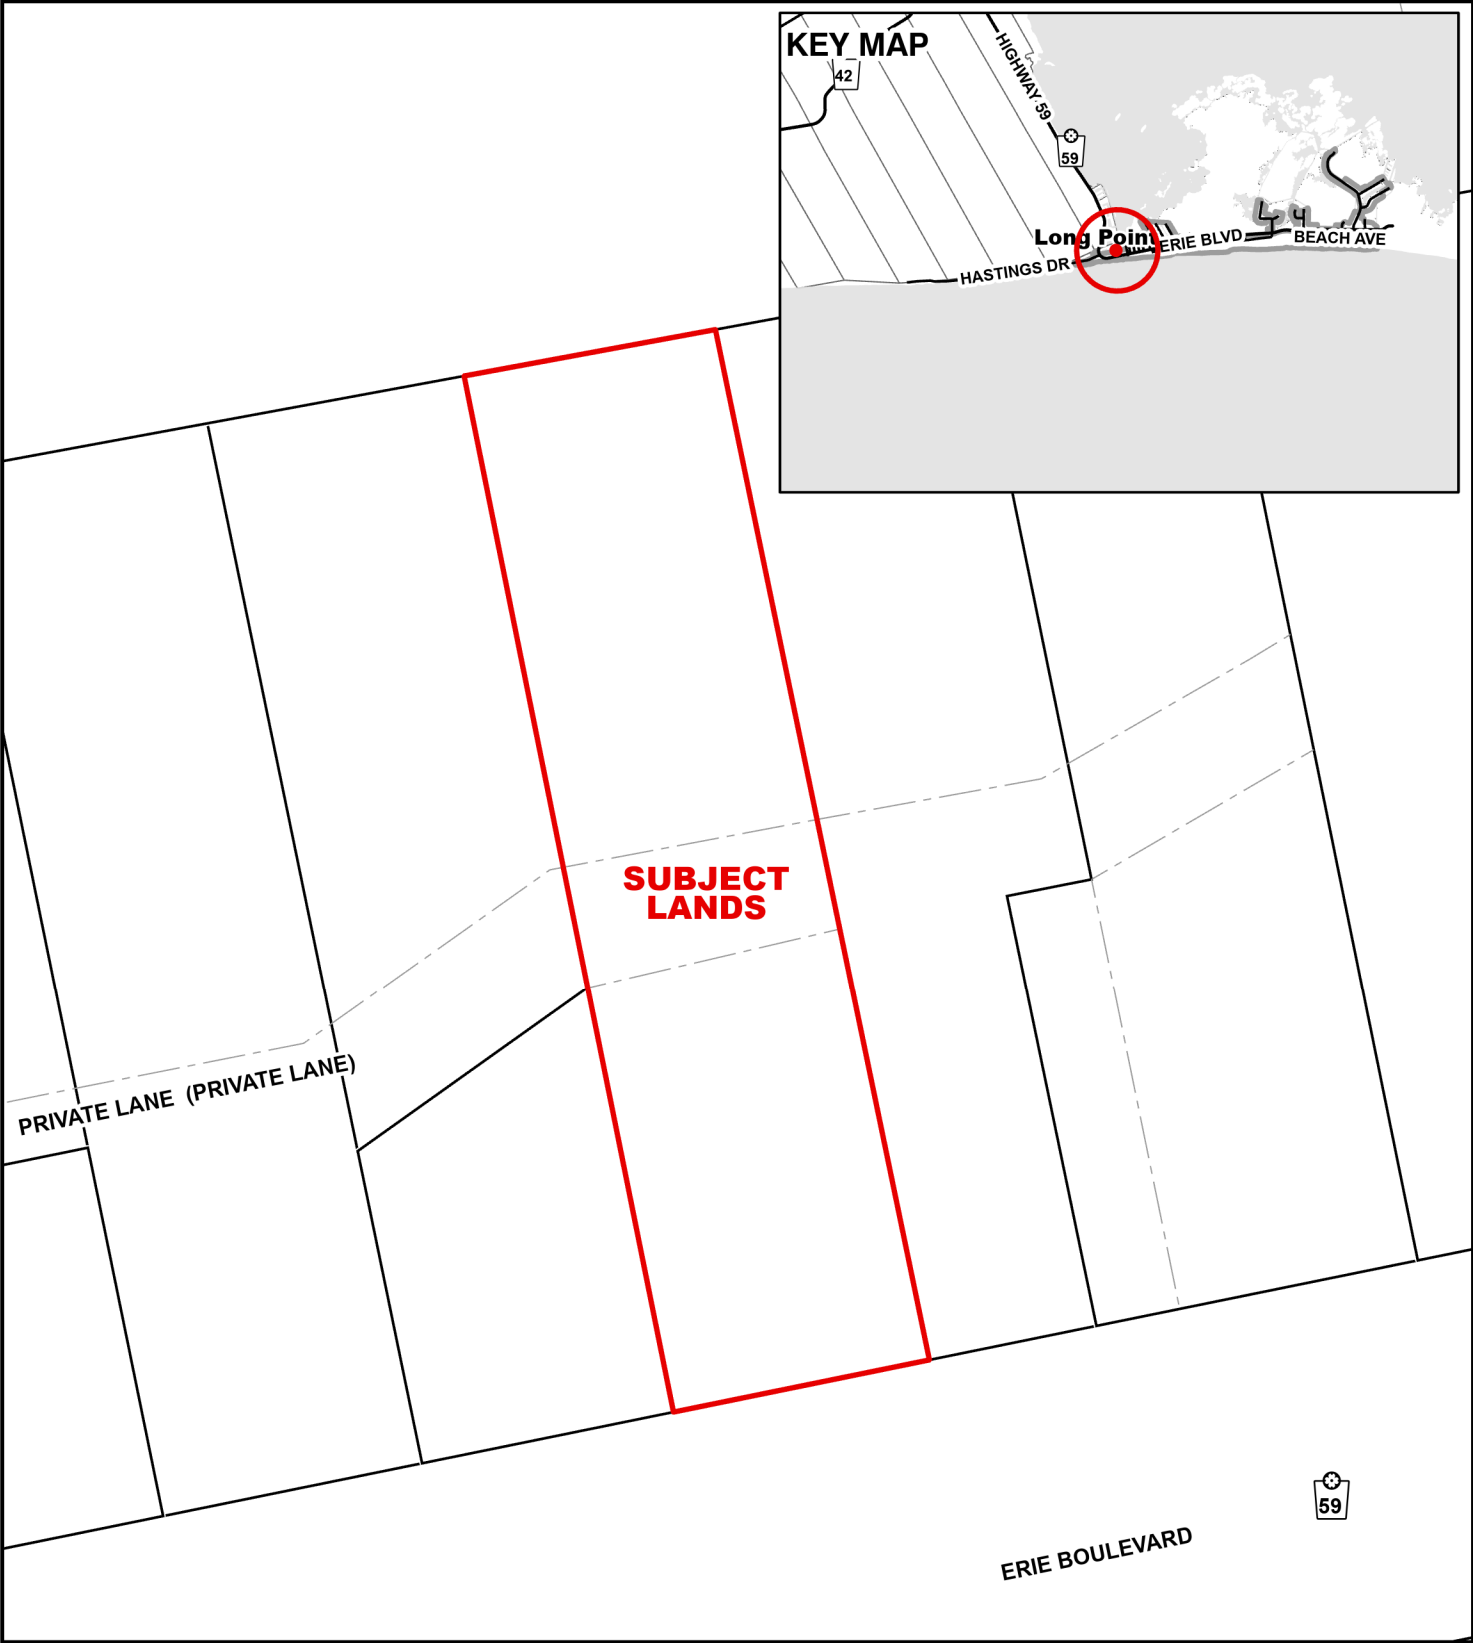 KEY MAP
42
HIGHWAY 59
59
Long Point
ERIE BLVD
BEACH AVE
HASTINGS DR
SUBJECT
LANDS
PRIVATE LANE (PRIVATE LANE)
59
ERIE BOULEVARD